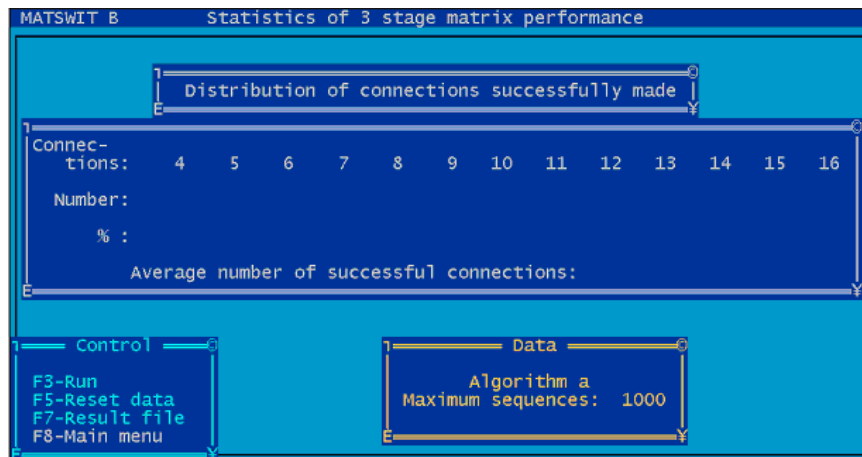 MATSWIT B Statistics of 3 stage matrix performance
Distribution of connections successfully made
Connec-
tions: 4 5 6 7 8 9 10 11 12 13 14 15 16
Number:
% :
Average number of successful connections:
Control
F3-Run
F5-Reset data
F7-Result file
F8-Main menu
Data
Algorithm a
Maximum sequences: 1000